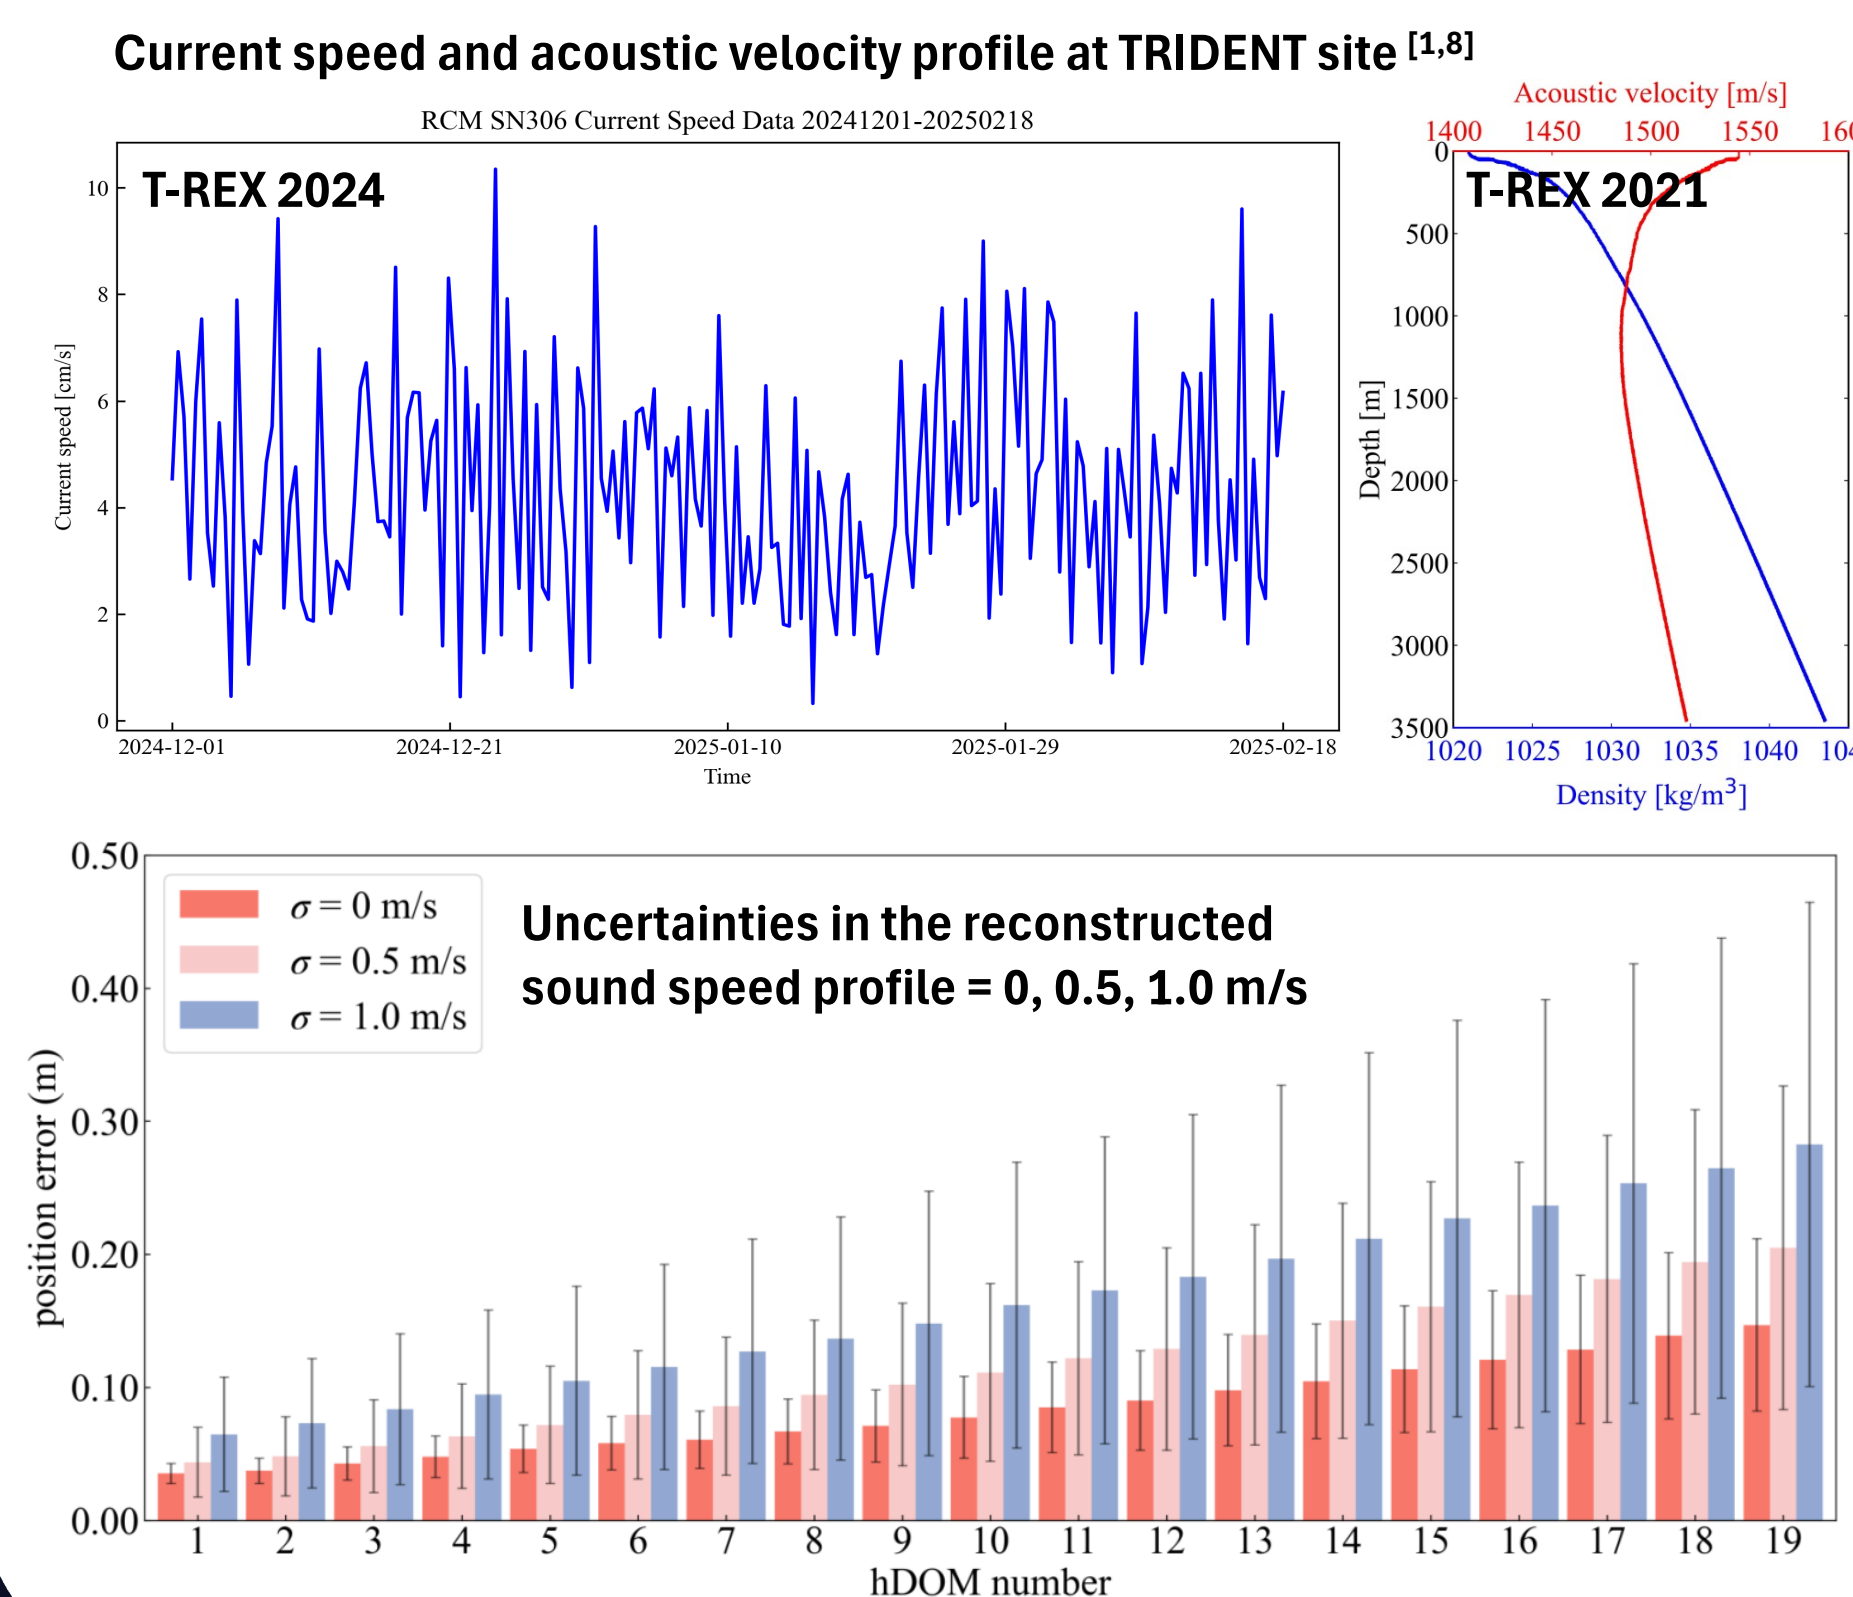 Current speed and acoustic velocity profile at TRIDENT site [1,8]
RCM SN306 Current Speed Data 20241201-20250218
T-REX 2024
Current speed [cm/s]
10
8
6
4
2
0
2024-12-01 2024-12-21 2025-01-10 2025-01-29 2025-02-18
Time
Acoustic velocity [m/s]
1400 1450 1500 1550
T-REX 2021
Depth [m]
0
500
1000
1500
2000
2500
3000
3500
1020 1025 1030 1035 1040
Density [kg/m3]
σ = 0 m/s
σ = 0.5 m/s
σ = 1.0 m/s
Uncertainties in the reconstructed
sound speed profile = 0, 0.5, 1.0 m/s
position error (m)
0.50
0.40
0.30
0.20
0.10
0.00
1 2 3 4 5 6 7 8 9 10 11 12 13 14 15 16 17 18 19
hDOM number